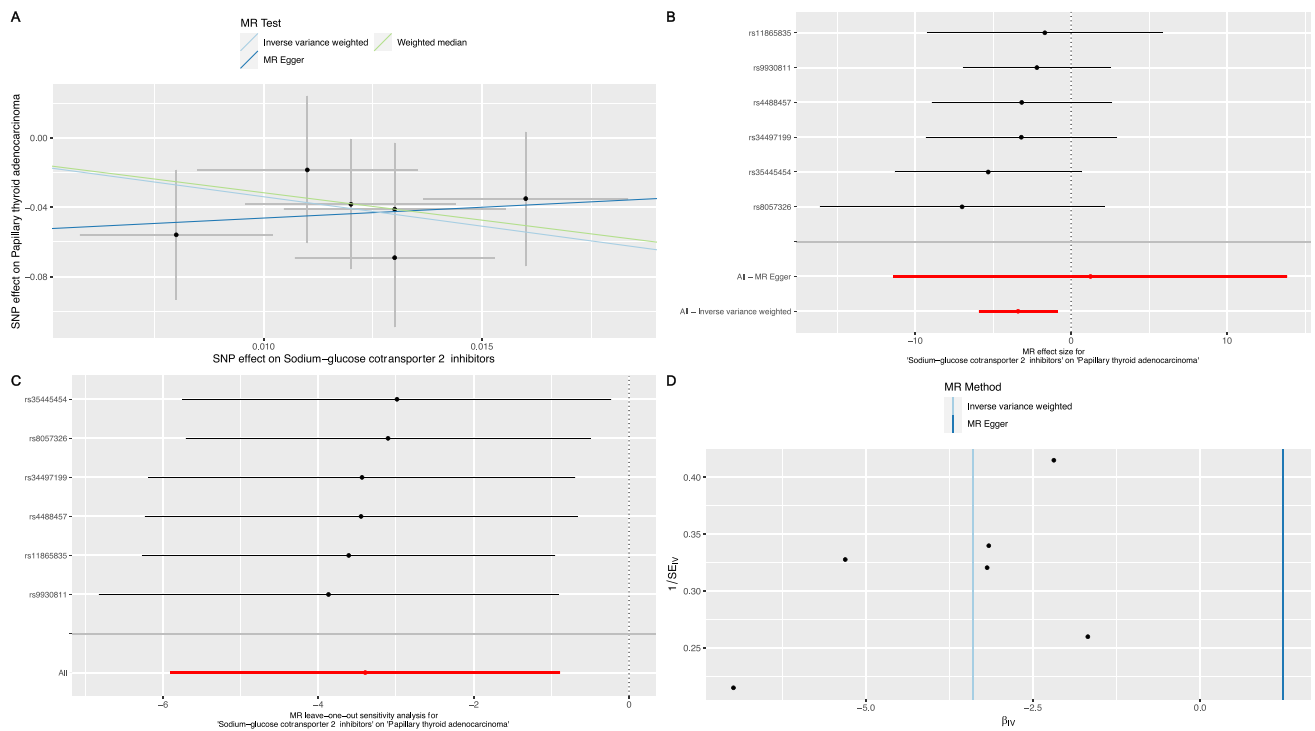 A
MR Test
Inverse variance weighted
Weighted median
MR Egger
SNP effect on Papillary thyroid adenocarcinoma
0.00
−0.04
−0.08
0.010
0.015
SNP effect on Sodium−glucose cotransporter 2 inhibitors
B
rs11865835
rs9930811
rs4488457
rs34497199
rs35445454
rs8057326
All − MR Egger
All − Inverse variance weighted
−10
0
10
MR effect size for
'Sodium−glucose cotransporter 2 inhibitors' on 'Papillary thyroid adenocarcinoma'
C
rs35445454
rs8057326
rs34497199
rs4488457
rs11865835
rs9930811
All
−6
−4
−2
0
MR leave−one−out sensitivity analysis for
'Sodium−glucose cotransporter 2 inhibitors' on 'Papillary thyroid adenocarcinoma'
D
MR Method
Inverse variance weighted
MR Egger
1/SE_IV
0.40
0.35
0.30
0.25
−5.0
−2.5
0.0
β_IV